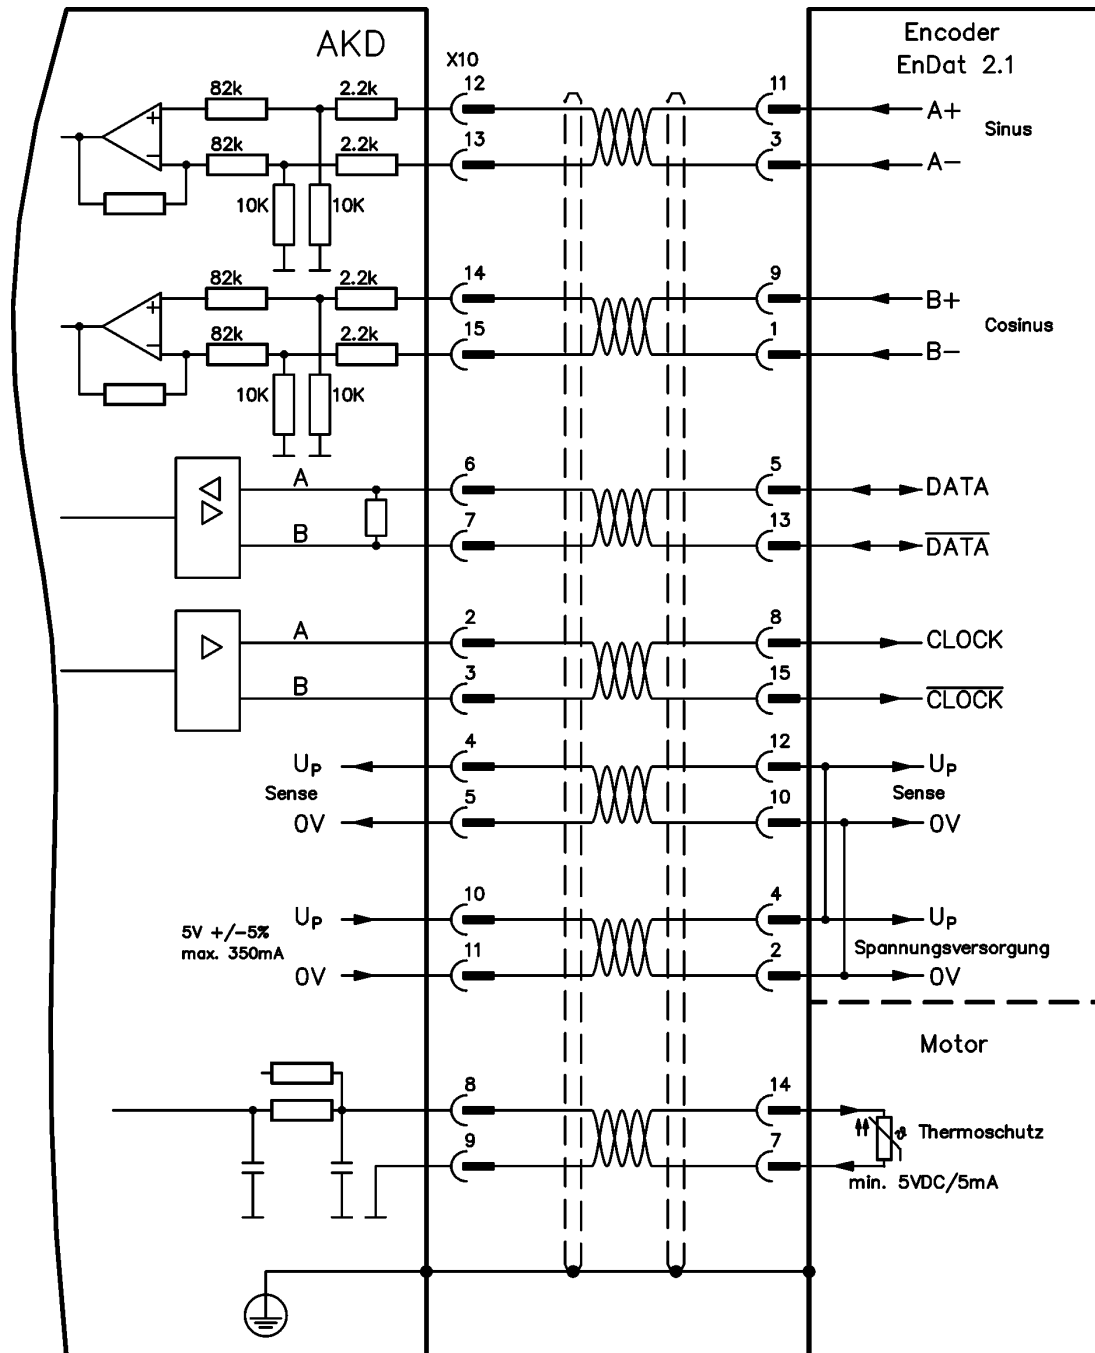 AKD
X10
Encoder
EnDat 2.1
82k 2.2k 12 11 A+
Sinus
82k 2.2k 13 3 A−
10K 10K
82k 2.2k 14 9 B+
Cosinus
82k 2.2k 15 1 B−
10K 10K
A 6 5 DATA
B 7 13 DATA
A 2 8 CLOCK
B 3 15 CLOCK
UP 4 12 UP
Sense Sense
0V 5 10 0V
UP 10 4 UP
5V +/−5%
max. 350mA
Spannungsversorgung
0V 11 2 0V
Motor
8 14
ϑ Thermoschutz
9 7
min. 5VDC/5mA